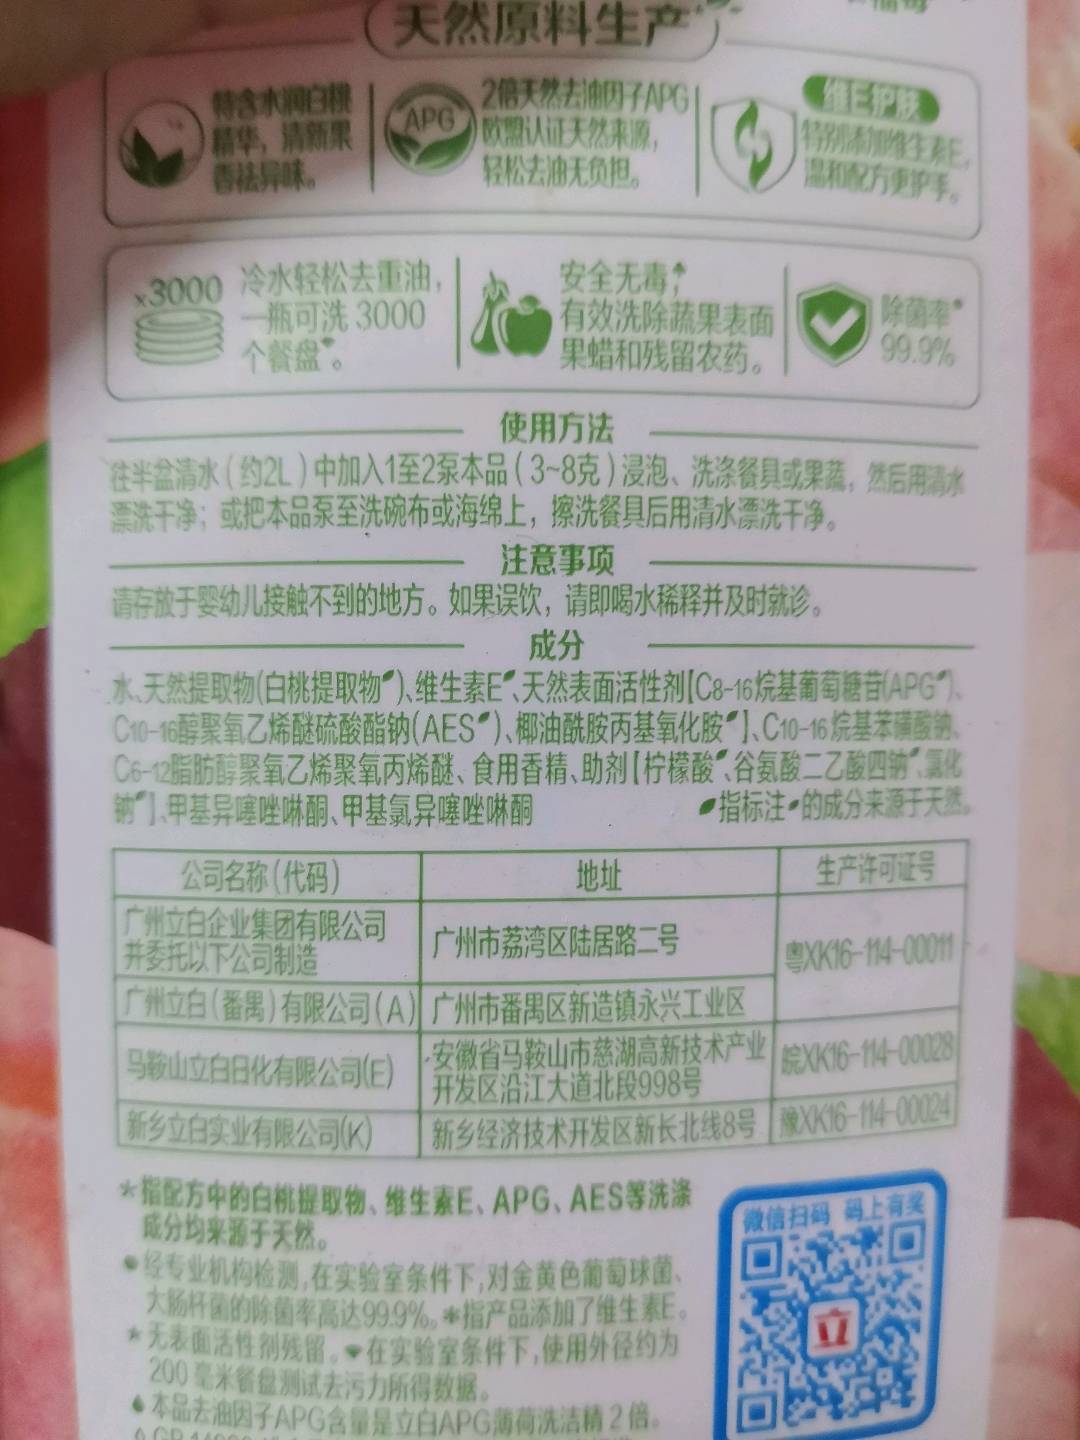 天然原料生产
特含水润白桃
精华，清新果
香祛异味。
APG
2倍天然去油因子APG
欧盟认证天然来源，
轻松去油无负担。
维E护肤
特别添加维生素E，
温和配方更护手。
×3000
冷水轻松去重油，
一瓶可洗3000
个餐盘。
安全无毒，
有效洗除蔬果表面
果蜡和残留农药。
除菌率
99.9%
使用方法
往半盆清水（约2L）中加入1至2泵本品（3~8克）浸泡、洗涤餐具或果蔬，然后用清水
漂洗干净；或把本品泵至洗碗布或海绵上，擦洗餐具后用清水漂洗干净。
注意事项
请存放于婴幼儿接触不到的地方。如果误饮，请即喝水稀释并及时就诊。
成分
水、天然提取物(白桃提取物)、维生素E、天然表面活性剂【C8-16烷基葡萄糖苷(APG)、
C10-16醇聚氧乙烯醚硫酸酯钠(AES)、椰油酰胺丙基氧化胺】、C10-16烷基苯磺酸钠、
C6-12脂肪醇聚氧乙烯聚氧丙烯醚、食用香精、助剂【柠檬酸、谷氨酸二乙酸四钠、氯化
钠】、甲基异噻唑啉酮、甲基氯异噻唑啉酮
指标注的成分来源于天然。
公司名称（代码） 地址 生产许可证号
广州立白企业集团有限公司
并委托以下公司制造
广州市荔湾区陆居路二号
粤XK16-114-00011
广州立白（番禺）有限公司（A） 广州市番禺区新造镇永兴工业区
马鞍山立白日化有限公司(E)
安徽省马鞍山市慈湖高新技术产业
开发区沿江大道北段998号
皖XK16-114-00028
新乡立白实业有限公司(K) 新乡经济技术开发区新长北线8号 豫XK16-114-00024
*指配方中的白桃提取物、维生素E、APG、AES等洗涤
成分均来源于天然。
经专业机构检测，在实验室条件下，对金黄色葡萄球菌、
大肠杆菌的除菌率高达99.9%。*指产品添加了维生素E。
*无表面活性剂残留。在实验室条件下，使用外径约为
200毫米餐盘测试去污力所得数据。
本品去油因子APG含量是立白APG薄荷洗洁精2倍。
微信扫码 码上有奖
立